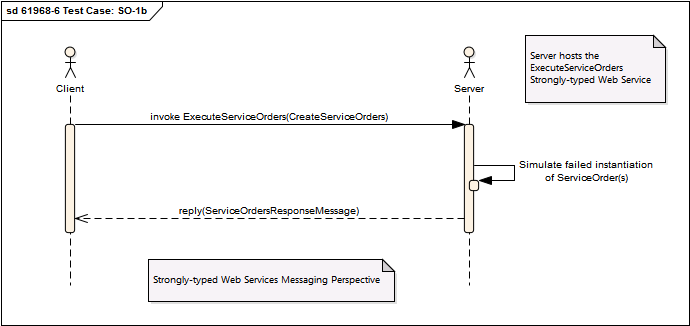 sd 61968-6 Test Case: SO-1b
Server hosts the
ExecuteServiceOrders
Strongly-typed Web Service
Client
Server
invoke ExecuteServiceOrders(CreateServiceOrders)
Simulate failed instantiation
of ServiceOrder(s)
reply(ServiceOrdersResponseMessage)
Strongly-typed Web Services Messaging Perspective